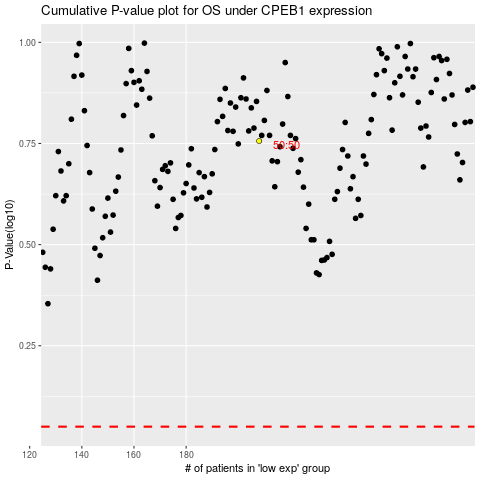 Cumulative P-value plot for OS under CPEB1 expression
P-Value(log10)
1.00
0.75
0.50
0.25
50:50
120 140 160 180
# of patients in 'low exp' group